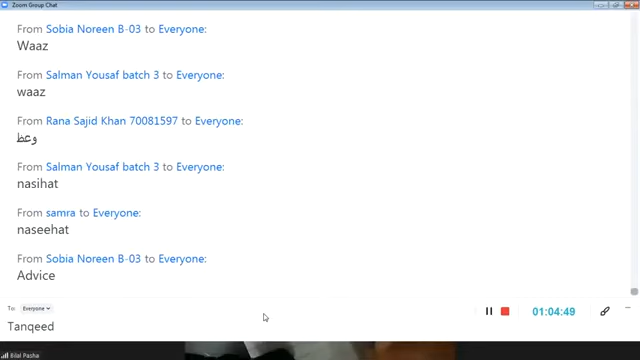 Zoom Group Chat
From Sobia Noreen B-03 to Everyone:
Waaz
From Salman Yousaf batch 3 to Everyone:
waaz
From Rana Sajid Khan 70081597 to Everyone:
وعظ
From Salman Yousaf batch 3 to Everyone:
nasihat
From samra to Everyone:
naseehat
From Sobia Noreen B-03 to Everyone:
Advice
To: Everyone
01:04:49
Tanqeed
Bilal Pasha